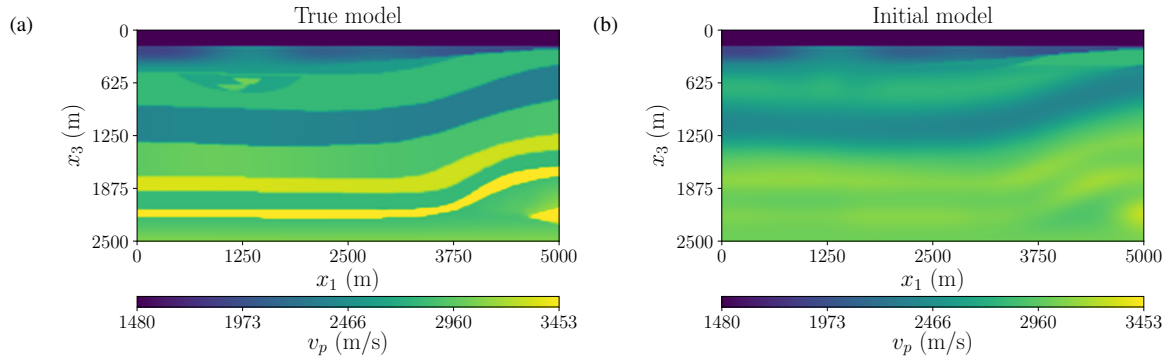 (a)
True model
0
625
1250
1875
2500
x3 (m)
0 1250 2500 3750 5000
x1 (m)
1480 1973 2466 2960 3453
vp (m/s)
(b)
Initial model
0
625
1250
1875
2500
x3 (m)
0 1250 2500 3750 5000
x1 (m)
1480 1973 2466 2960 3453
vp (m/s)